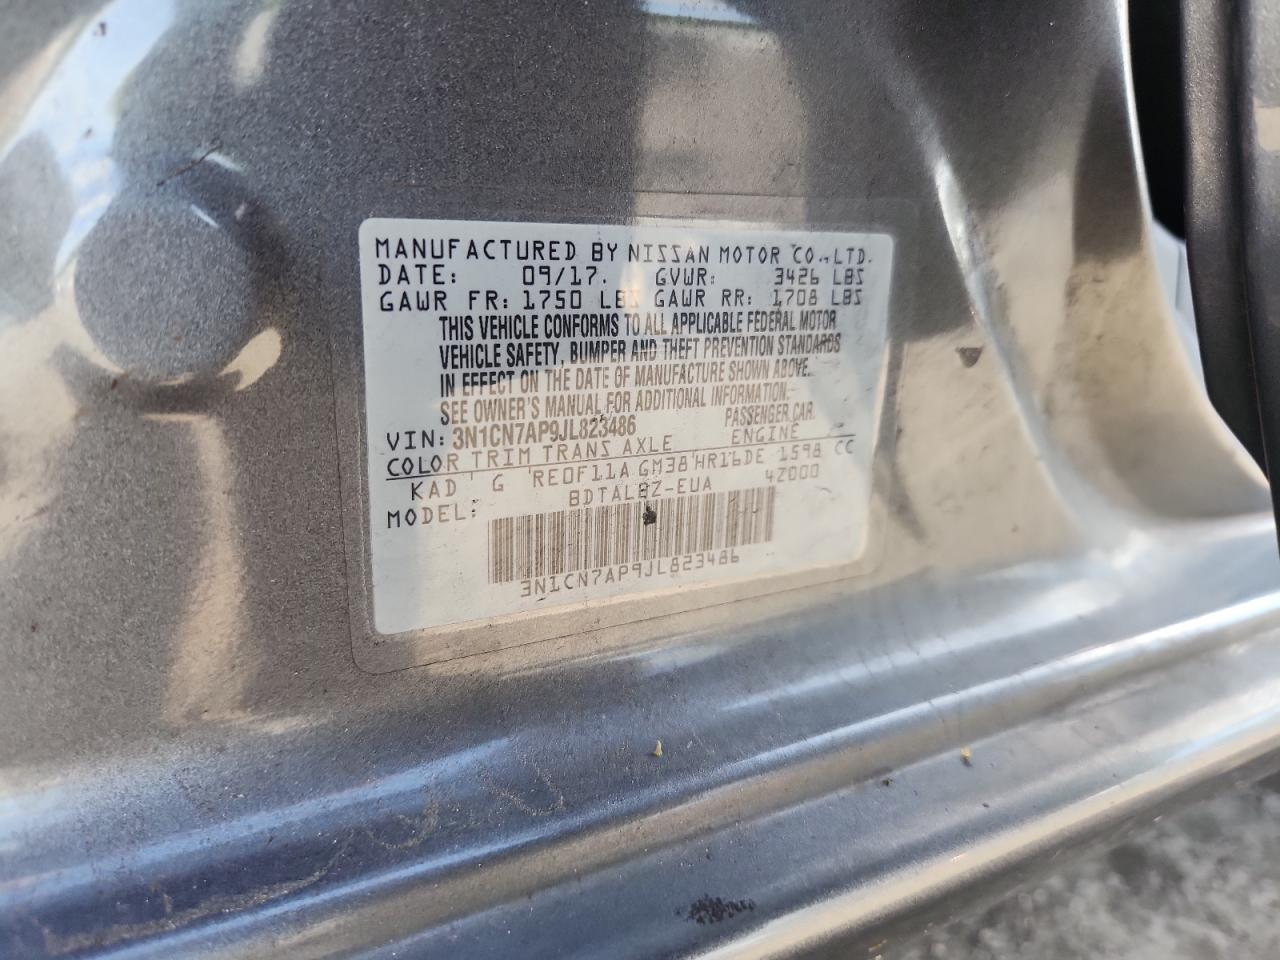 MANUFACTURED BY NISSAN MOTOR CO.,LTD.
DATE: 09/17. GVWR: 3426 LBS
GAWR FR: 1750 LBS GAWR RR: 1708 LBS
THIS VEHICLE CONFORMS TO ALL APPLICABLE FEDERAL MOTOR
VEHICLE SAFETY, BUMPER AND THEFT PREVENTION STANDARDS
IN EFFECT ON THE DATE OF MANUFACTURE SHOWN ABOVE.
SEE OWNER'S MANUAL FOR ADDITIONAL INFORMATION.
VIN: 3N1CN7AP9JL823486 PASSENGER CAR.
COLOR TRIM TRANS AXLE ENGINE
KAD G RE0F11A GM38 HR16DE 1598 CC
MODEL: BDTALBZ-EUA 4Z000
3N1CN7AP9JL823486